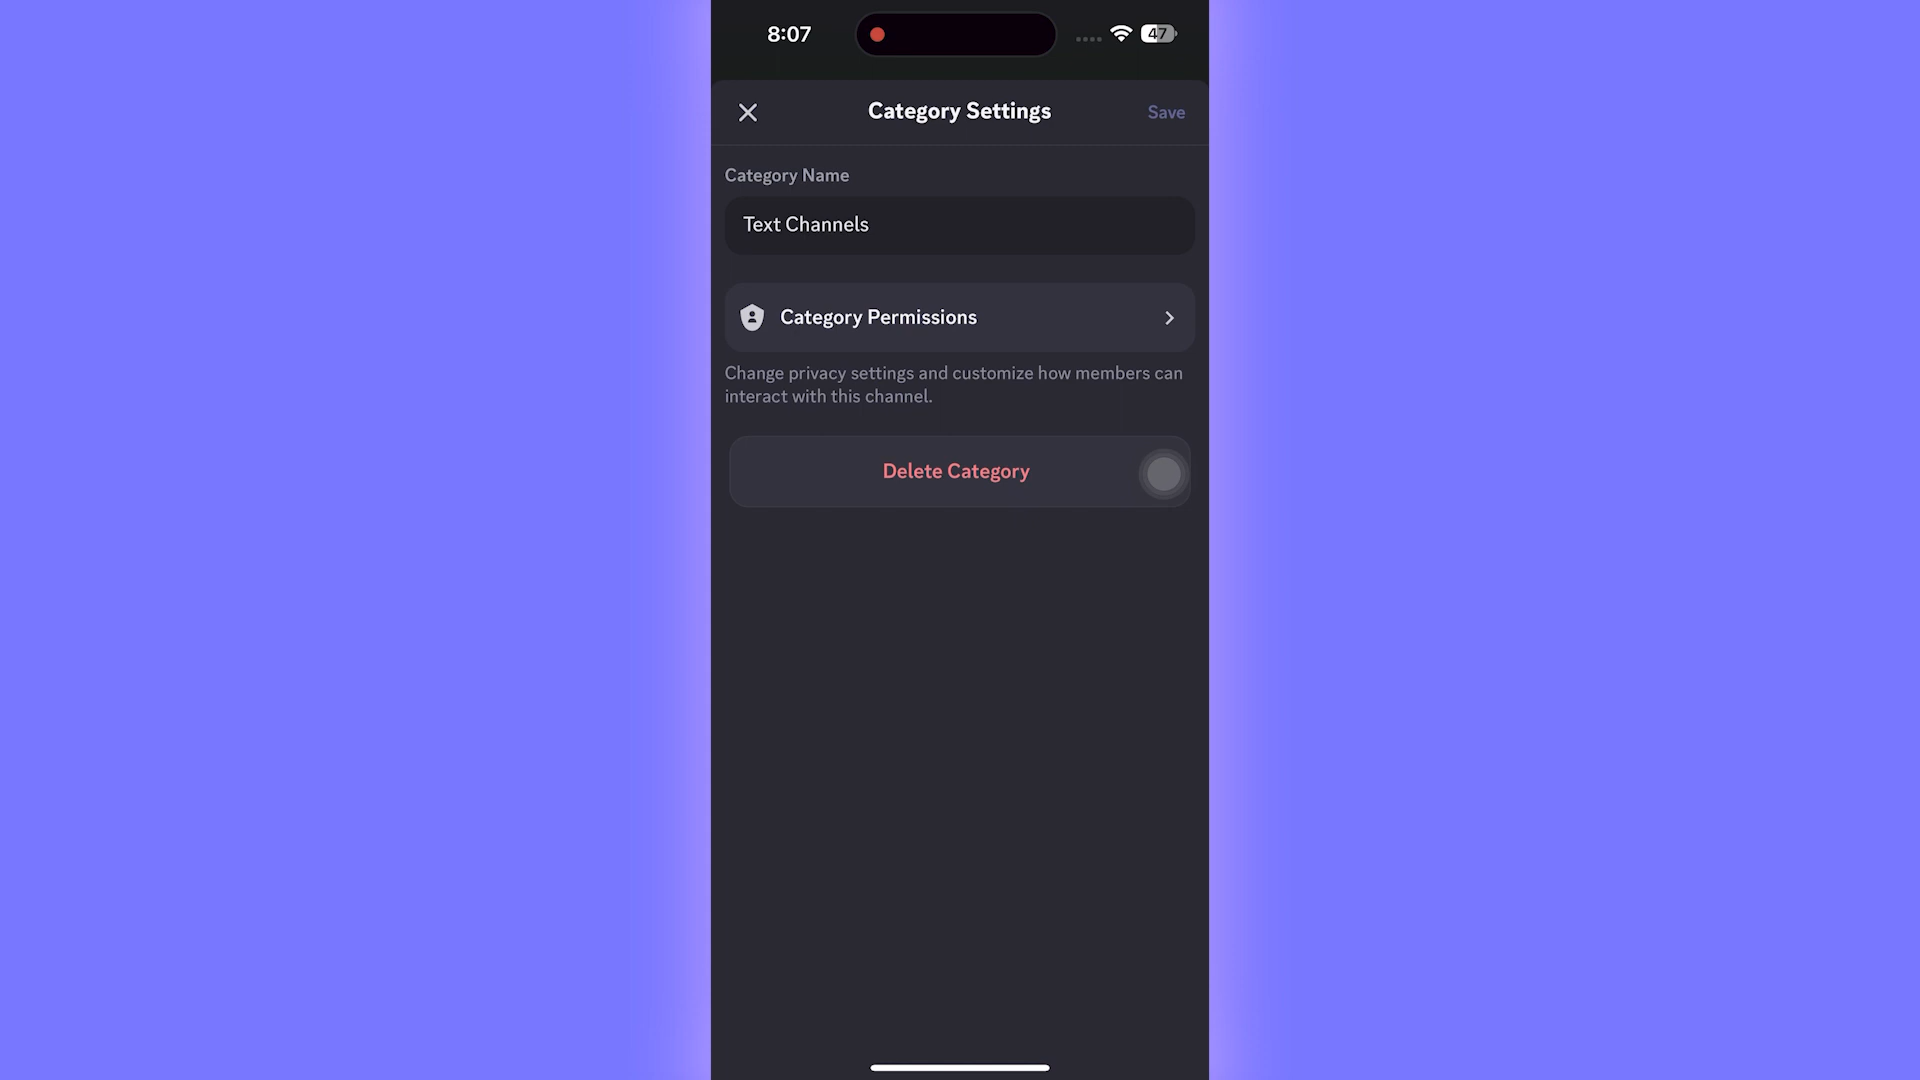 8:07
47
Category Settings
Save
Category Name
Text Channels
Category Permissions
Change privacy settings and customize how members can
interact with this channel.
Delete Category